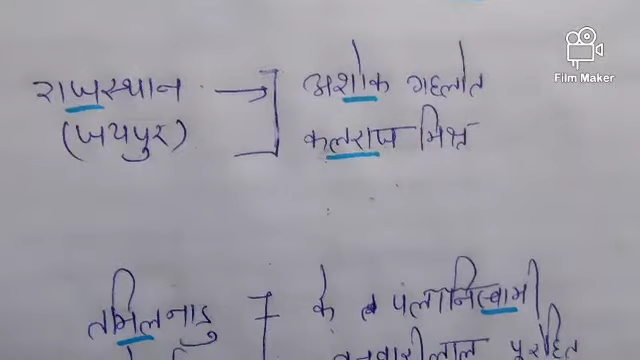 Film Maker
राजस्थान → अशोक गहलोत
(जयपुर) कलराज मिश्र
तमिलनाडु के पलानिस्वामी
बनवारीलाल पुरोहित